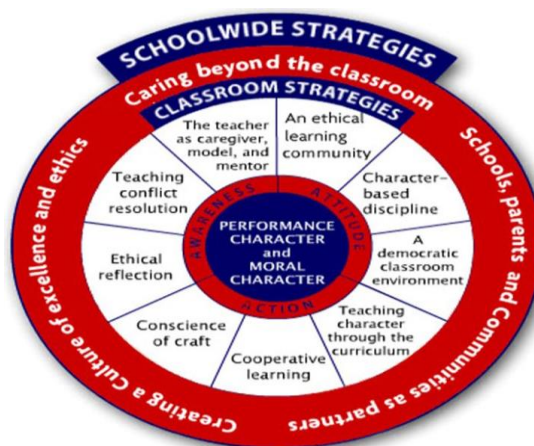 SCHOOLWIDE STRATEGIES
Caring beyond the classroom
CLASSROOM STRATEGIES
The teacher
as caregiver,
model, and
mentor
An ethical
learning
community
Teaching
conflict
resolution
Character-
based
discipline
AWARENESS
ATTITUDE
ACTION
PERFORMANCE
CHARACTER
and
MORAL
CHARACTER
Ethical
reflection
A
democratic
classroom
environment
Conscience
of craft
Cooperative
learning
Teaching
character
through the
curriculum
Creating a Culture of excellence and ethics
Schools, parents and Communities as partners